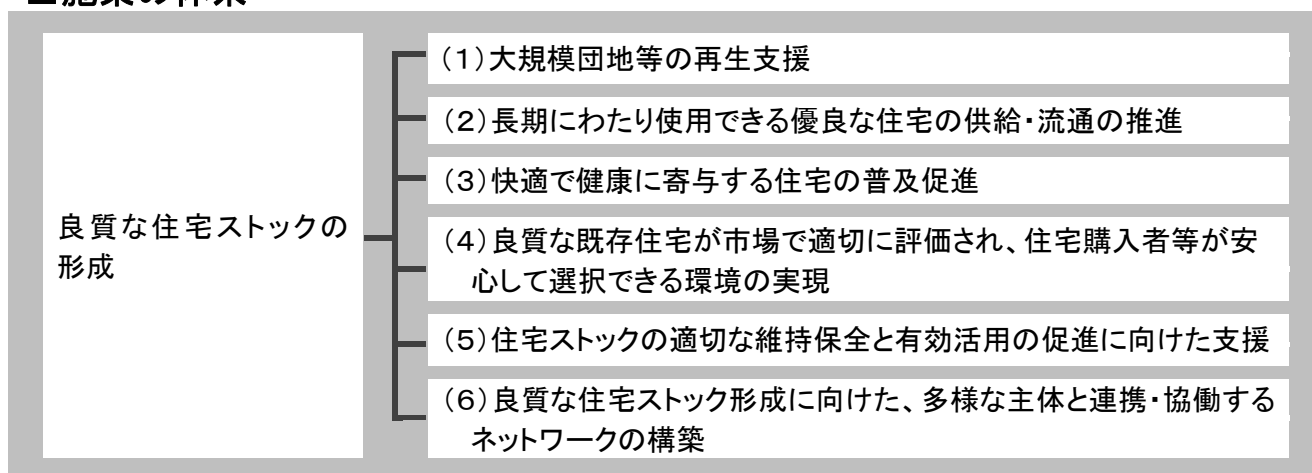 良質な住宅ストックの
形成
(1)大規模団地等の再生支援
(2)長期にわたり使用できる優良な住宅の供給・流通の推進
(3)快適で健康に寄与する住宅の普及促進
(4)良質な既存住宅が市場で適切に評価され、住宅購入者等が安
心して選択できる環境の実現
(5)住宅ストックの適切な維持保全と有効活用の促進に向けた支援
(6)良質な住宅ストック形成に向けた、多様な主体と連携・協働する
ネットワークの構築